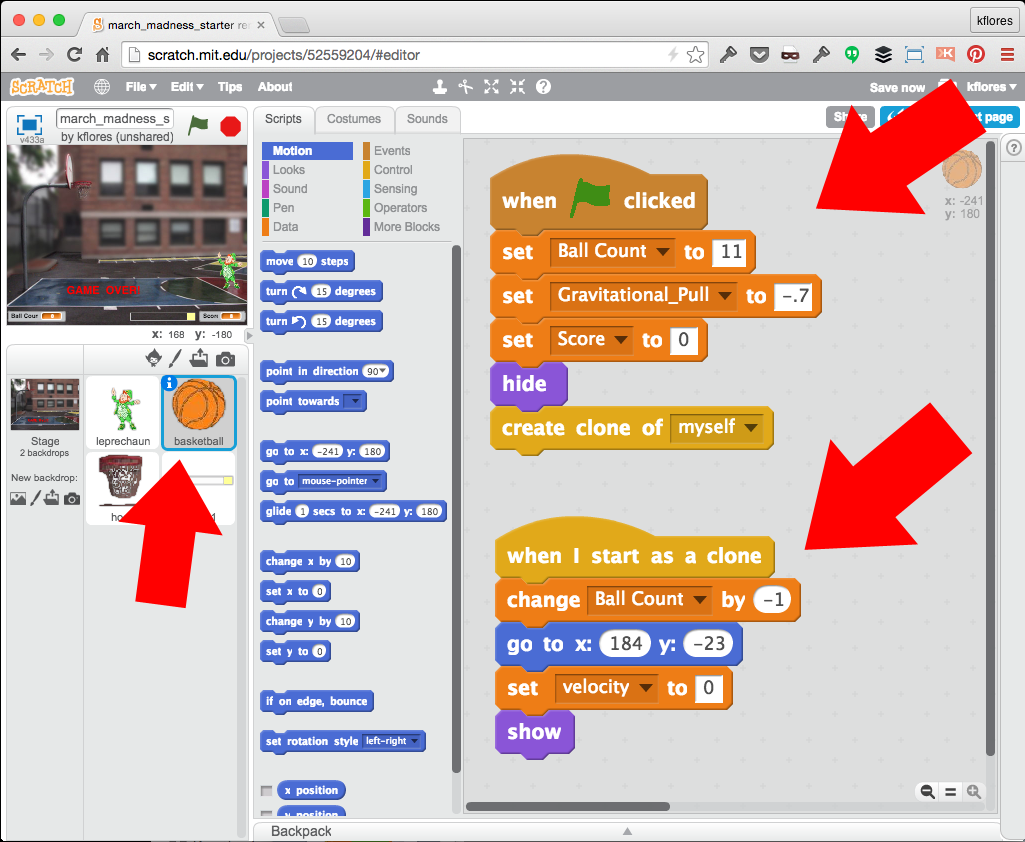 march_madness_starter re
kflores
scratch.mit.edu/projects/52559204/#editor
SCRATCH
File Edit Tips About
Save now
kflores
v433a
march_madness_s
by kflores (unshared)
Scripts Costumes Sounds
page
Motion Events
Looks Control
Sound Sensing
Pen Operators
Data More Blocks
GAME OVER!
Ball Cour 0 Score 0
x: 168 y: -180
Stage
2 backdrops
New backdrop:
leprechaun
basketball
move 10 steps
turn 15 degrees
turn 15 degrees
point in direction 90
point towards
go to x: -241 y: 180
go to mouse-pointer
glide 1 secs to x: -241 y: 180
change x by 10
set x to 0
change y by 10
set y to 0
if on edge, bounce
set rotation style left-right
x position
when clicked
set Ball Count to 11
set Gravitational_Pull to -.7
set Score to 0
hide
create clone of myself
when I start as a clone
change Ball Count by -1
go to x: 184 y: -23
set velocity to 0
show
x: -241
y: 180
Backpack